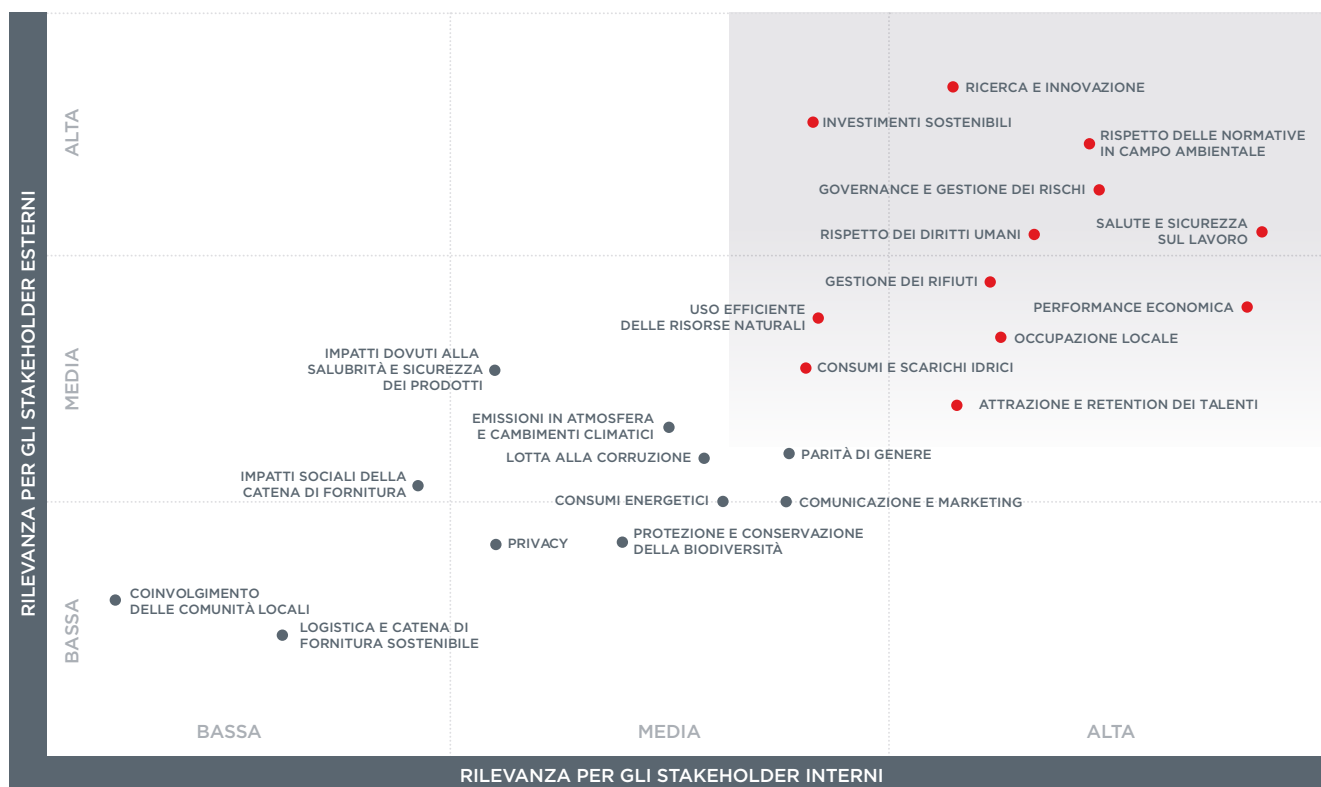 RICERCA E INNOVAZIONE
INVESTIMENTI SOSTENIBILI
RISPETTO DELLE NORMATIVE
IN CAMPO AMBIENTALE
GOVERNANCE E GESTIONE DEI RISCHI
SALUTE E SICUREZZA
SUL LAVORO
RISPETTO DEI DIRITTI UMANI
GESTIONE DEI RIFIUTI
PERFORMANCE ECONOMICA
USO EFFICIENTE
DELLE RISORSE NATURALI
OCCUPAZIONE LOCALE
IMPATTI DOVUTI ALLA
SALUBRITÀ E SICUREZZA
DEI PRODOTTI
CONSUMI E SCARICHI IDRICI
ATTRAZIONE E RETENTION DEI TALENTI
EMISSIONI IN ATMOSFERA
E CAMBIMENTI CLIMATICI
LOTTA ALLA CORRUZIONE
PARITÀ DI GENERE
IMPATTI SOCIALI DELLA
CATENA DI FORNITURA
CONSUMI ENERGETICI
COMUNICAZIONE E MARKETING
PRIVACY
PROTEZIONE E CONSERVAZIONE
DELLA BIODIVERSITÀ
COINVOLGIMENTO
DELLE COMUNITÀ LOCALI
LOGISTICA E CATENA DI
FORNITURA SOSTENIBILE
ALTA
MEDIA
BASSA
RILEVANZA PER GLI STAKEHOLDER ESTERNI
BASSA
MEDIA
ALTA
RILEVANZA PER GLI STAKEHOLDER INTERNI